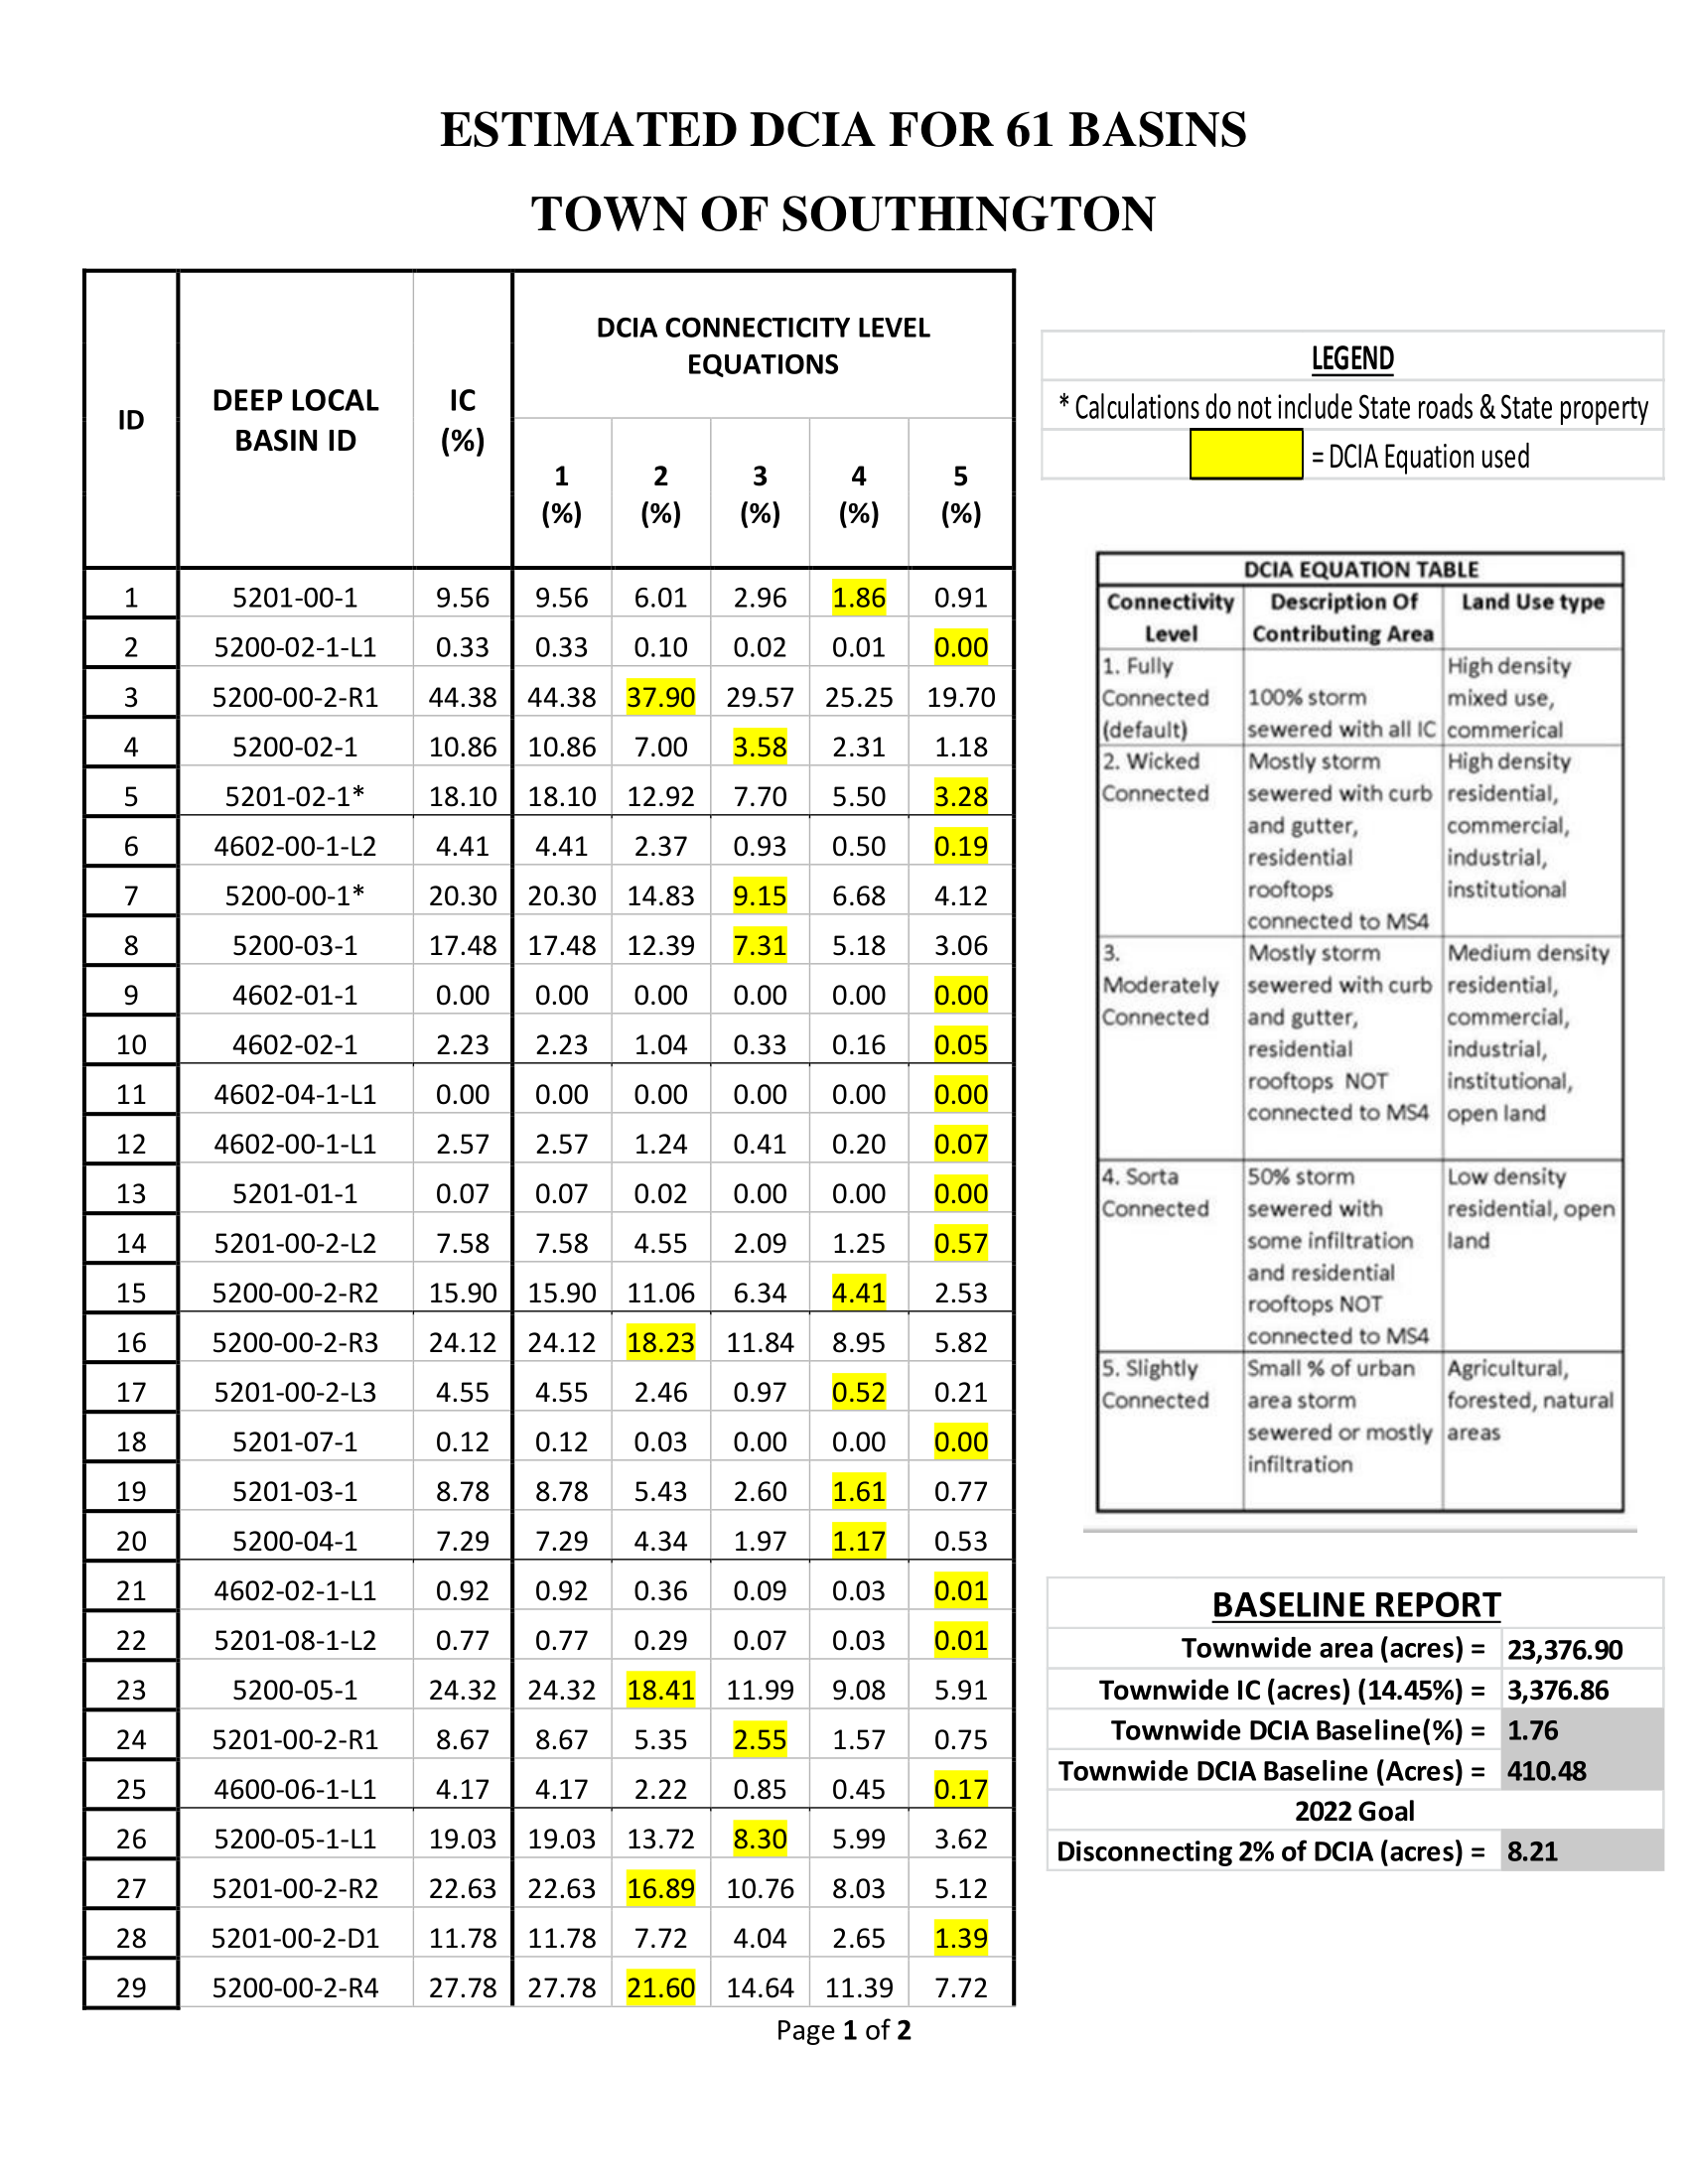 ESTIMATED DCIA FOR 61 BASINS
TOWN OF SOUTHINGTON
ID
DEEP LOCAL
BASIN ID
IC
(%)
DCIA CONNECTICITY LEVEL
EQUATIONS
1
(%)
2
(%)
3
(%)
4
(%)
5
(%)
1 5201-00-1 9.56 9.56 6.01 2.96 1.86 0.91
2 5200-02-1-L1 0.33 0.33 0.10 0.02 0.01 0.00
3 5200-00-2-R1 44.38 44.38 37.90 29.57 25.25 19.70
4 5200-02-1 10.86 10.86 7.00 3.58 2.31 1.18
5 5201-02-1* 18.10 18.10 12.92 7.70 5.50 3.28
6 4602-00-1-L2 4.41 4.41 2.37 0.93 0.50 0.19
7 5200-00-1* 20.30 20.30 14.83 9.15 6.68 4.12
8 5200-03-1 17.48 17.48 12.39 7.31 5.18 3.06
9 4602-01-1 0.00 0.00 0.00 0.00 0.00 0.00
10 4602-02-1 2.23 2.23 1.04 0.33 0.16 0.05
11 4602-04-1-L1 0.00 0.00 0.00 0.00 0.00 0.00
12 4602-00-1-L1 2.57 2.57 1.24 0.41 0.20 0.07
13 5201-01-1 0.07 0.07 0.02 0.00 0.00 0.00
14 5201-00-2-L2 7.58 7.58 4.55 2.09 1.25 0.57
15 5200-00-2-R2 15.90 15.90 11.06 6.34 4.41 2.53
16 5200-00-2-R3 24.12 24.12 18.23 11.84 8.95 5.82
17 5201-00-2-L3 4.55 4.55 2.46 0.97 0.52 0.21
18 5201-07-1 0.12 0.12 0.03 0.00 0.00 0.00
19 5201-03-1 8.78 8.78 5.43 2.60 1.61 0.77
20 5200-04-1 7.29 7.29 4.34 1.97 1.17 0.53
21 4602-02-1-L1 0.92 0.92 0.36 0.09 0.03 0.01
22 5201-08-1-L2 0.77 0.77 0.29 0.07 0.03 0.01
23 5200-05-1 24.32 24.32 18.41 11.99 9.08 5.91
24 5201-00-2-R1 8.67 8.67 5.35 2.55 1.57 0.75
25 4600-06-1-L1 4.17 4.17 2.22 0.85 0.45 0.17
26 5200-05-1-L1 19.03 19.03 13.72 8.30 5.99 3.62
27 5201-00-2-R2 22.63 22.63 16.89 10.76 8.03 5.12
28 5201-00-2-D1 11.78 11.78 7.72 4.04 2.65 1.39
29 5200-00-2-R4 27.78 27.78 21.60 14.64 11.39 7.72
LEGEND
* Calculations do not include State roads & State property
= DCIA Equation used
DCIA EQUATION TABLE
Connectivity
Level
Description Of
Contributing Area
Land Use type
1. Fully
Connected
(default)
100% storm
sewered with all IC
High density
mixed use,
commerical
2. Wicked
Connected
Mostly storm
sewered with curb
and gutter,
residential
rooftops
connected to MS4
High density
residential,
commercial,
industrial,
institutional
3.
Moderately
Connected
Mostly storm
sewered with curb
and gutter,
residential
rooftops NOT
connected to MS4
Medium density
residential,
commercial,
industrial,
institutional,
open land
4. Sorta
Connected
50% storm
sewered with
some infiltration
and residential
rooftops NOT
connected to MS4
Low density
residential, open
land
5. Slightly
Connected
Small % of urban
area storm
sewered or mostly
infiltration
Agricultural,
forested, natural
areas
BASELINE REPORT
Townwide area (acres) = 23,376.90
Townwide IC (acres) (14.45%) = 3,376.86
Townwide DCIA Baseline(%) = 1.76
Townwide DCIA Baseline (Acres) = 410.48
2022 Goal
Disconnecting 2% of DCIA (acres) = 8.21
Page 1 of 2